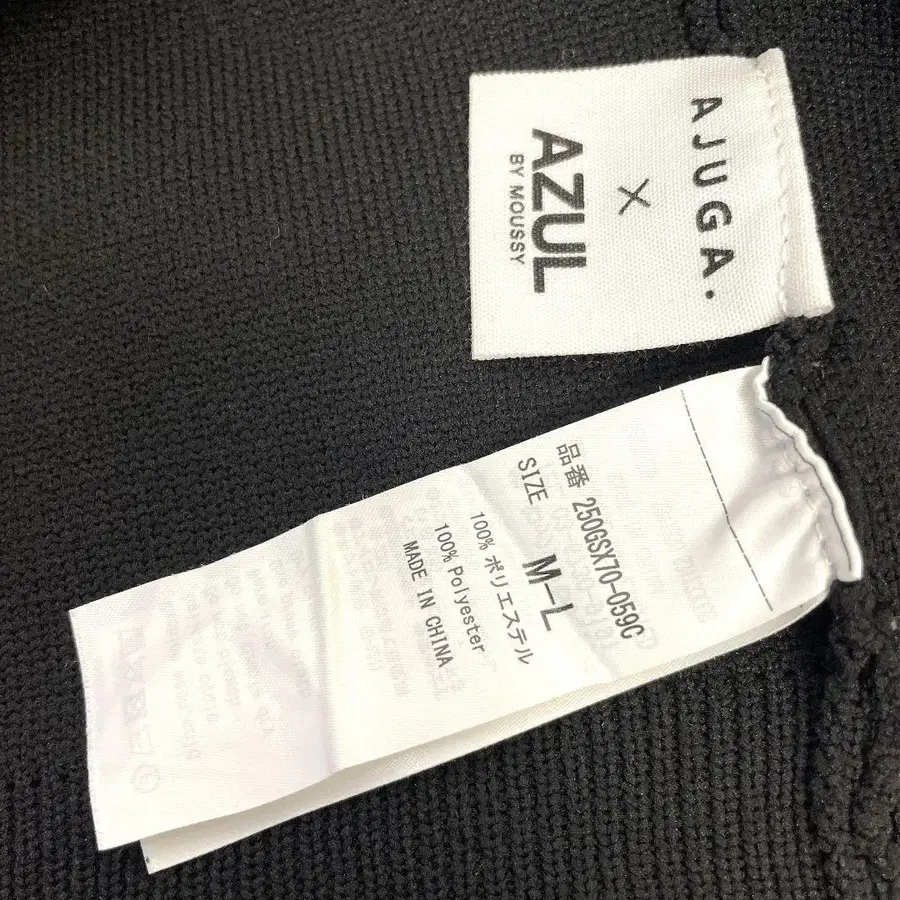 AJUGA.
×
AZUL
BY MOUSSY
品番 250GSX70-059C
SIZE M-L
100% ポリエステル
100% Polyester
MADE IN CHINA